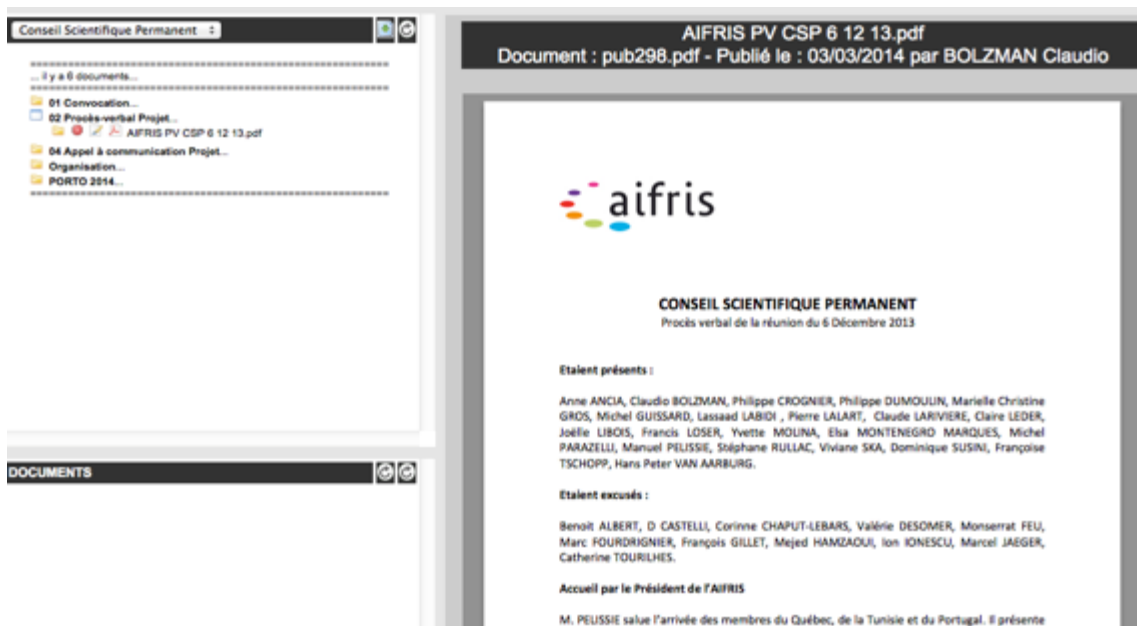 Conseil Scientifique Permanent
... il y a 6 documents...
01 Convocation...
02 Procès-verbal Projet...
AIFRIS PV CSP 6 12 13.pdf
04 Appel à communication Projet...
Organisation...
PORTO 2014...
DOCUMENTS
AIFRIS PV CSP 6 12 13.pdf
Document : pub298.pdf - Publié le : 03/03/2014 par BOLZMAN Claudio
aifris
CONSEIL SCIENTIFIQUE PERMANENT
Procès verbal de la réunion du 6 Décembre 2013
Etaient présents :
Anne ANCIA, Claudio BOLZMAN, Philippe CROGNIER, Philippe DUMOULIN, Marielle Christine
GROS, Michel GUISSARD, Lassaad LABIDI , Pierre LALART, Claude LARIVIERE, Claire LEDER,
Joëlle LIBOIS, Francis LOSER, Yvette MOLINA, Elsa MONTENEGRO MARQUES, Michel
PARAZELLI, Manuel PELISSIE, Stéphane RULLAC, Viviane SKA, Dominique SUSINI, Françoise
TSCHOPP, Hans Peter VAN AARBURG.
Etaient excusés :
Benoit ALBERT, D CASTELLI, Corinne CHAPUT-LEBARS, Valérie DESOMER, Monserrat FEU,
Marc FOURDRIGNIER, François GILLET, Mejed HAMZAOUI, Ion IONESCU, Marcel JAEGER,
Catherine TOURILHES.
Accueil par le Président de l'AIFRIS
M. PELISSIE salue l'arrivée des membres du Québec, de la Tunisie et du Portugal. Il présente